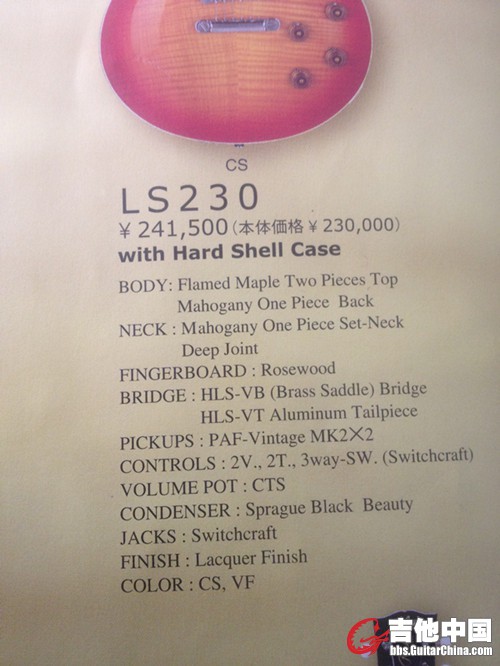 CS
LS230
¥ 241,500(本体価格 ¥ 230,000)
with Hard Shell Case
BODY: Flamed Maple Two Pieces Top
Mahogany One Piece Back
NECK : Mahogany One Piece Set-Neck
Deep Joint
FINGERBOARD : Rosewood
BRIDGE : HLS-VB (Brass Saddle) Bridge
HLS-VT Aluminum Tailpiece
PICKUPS : PAF-Vintage MK2×2
CONTROLS : 2V., 2T., 3way-SW. (Switchcraft)
VOLUME POT : CTS
CONDENSER : Sprague Black Beauty
JACKS : Switchcraft
FINISH : Lacquer Finish
COLOR : CS, VF
吉他中国
bbs.GuitarChina.com